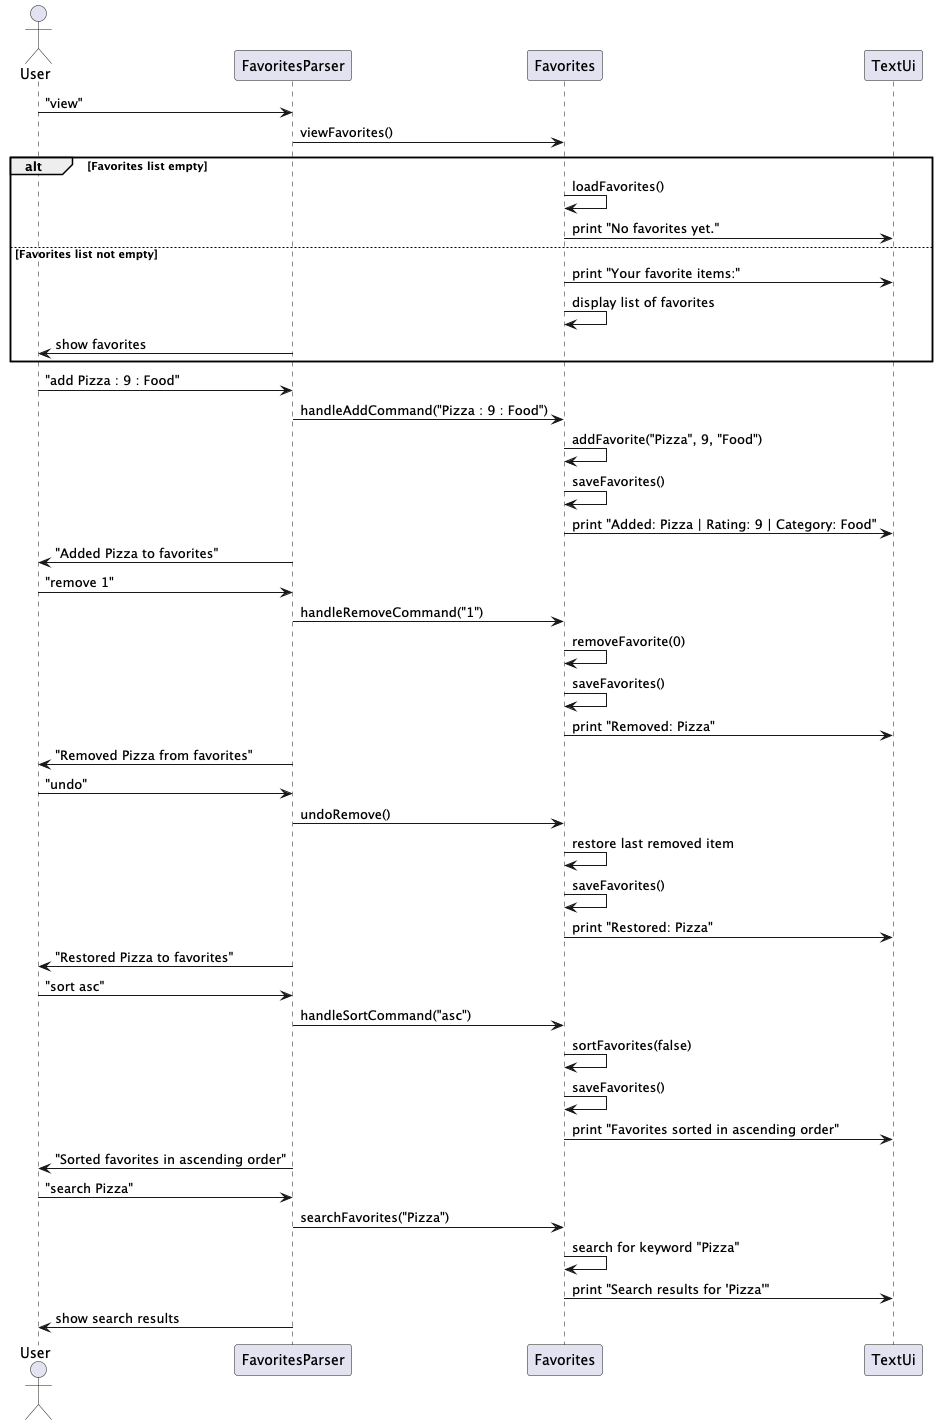 User
FavoritesParser
Favorites
TextUi
"view"
viewFavorites()
alt
[Favorites list empty]
loadFavorites()
print "No favorites yet."
[Favorites list not empty]
print "Your favorite items:"
display list of favorites
show favorites
"add Pizza : 9 : Food"
handleAddCommand("Pizza : 9 : Food")
addFavorite("Pizza", 9, "Food")
saveFavorites()
print "Added: Pizza | Rating: 9 | Category: Food"
"Added Pizza to favorites"
"remove 1"
handleRemoveCommand("1")
removeFavorite(0)
saveFavorites()
print "Removed: Pizza"
"Removed Pizza from favorites"
"undo"
undoRemove()
restore last removed item
saveFavorites()
print "Restored: Pizza"
"Restored Pizza to favorites"
"sort asc"
handleSortCommand("asc")
sortFavorites(false)
saveFavorites()
print "Favorites sorted in ascending order"
"Sorted favorites in ascending order"
"search Pizza"
searchFavorites("Pizza")
search for keyword "Pizza"
print "Search results for 'Pizza'"
show search results
User
FavoritesParser
Favorites
TextUi